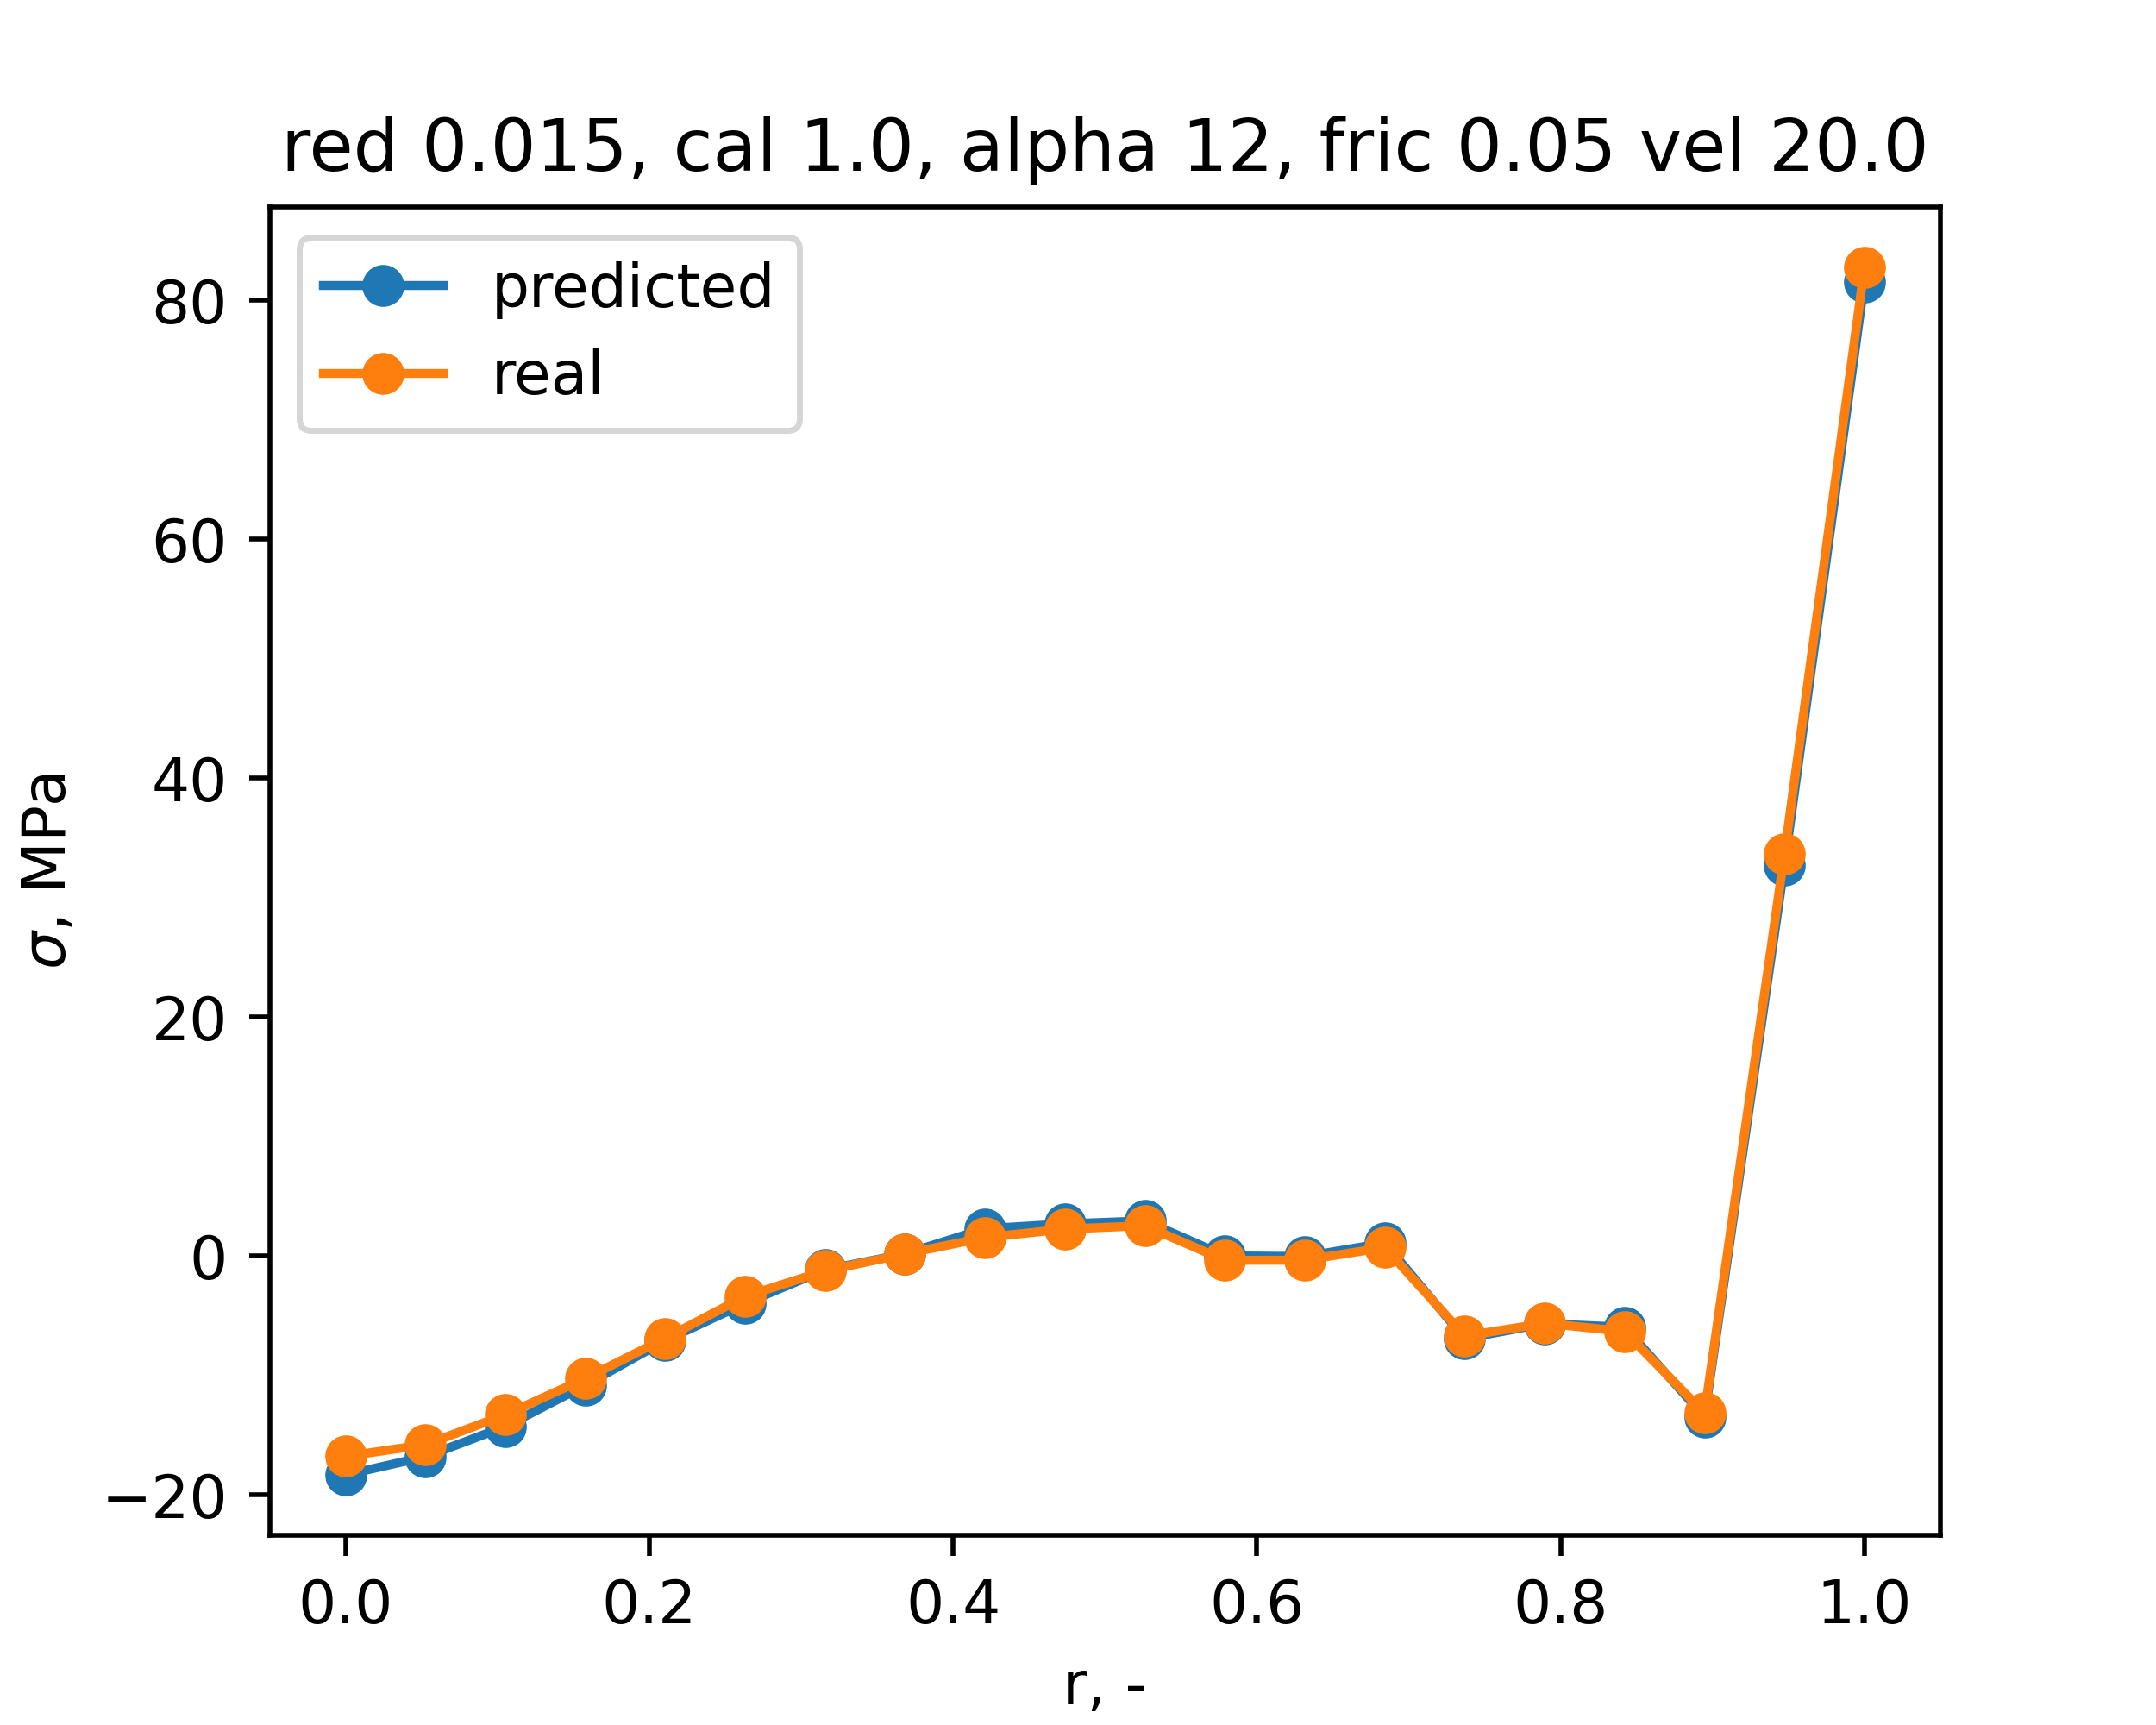 red 0.015, cal 1.0, alpha 12, fric 0.05 vel 20.0
predicted
real
80
60
40
20
0
−20
σ, MPa
0.0 0.2 0.4 0.6 0.8 1.0
r, -